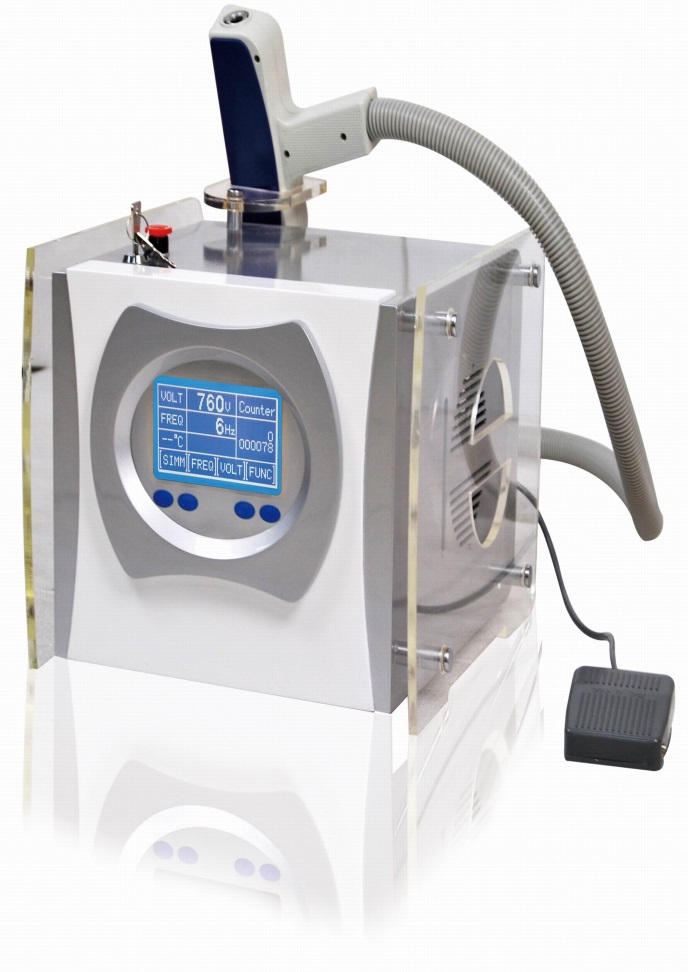 VOLT 760V Counter
FREQ 6Hz 0
--°C 000078
[SIMM][FREQ][VOLT][FUNC]